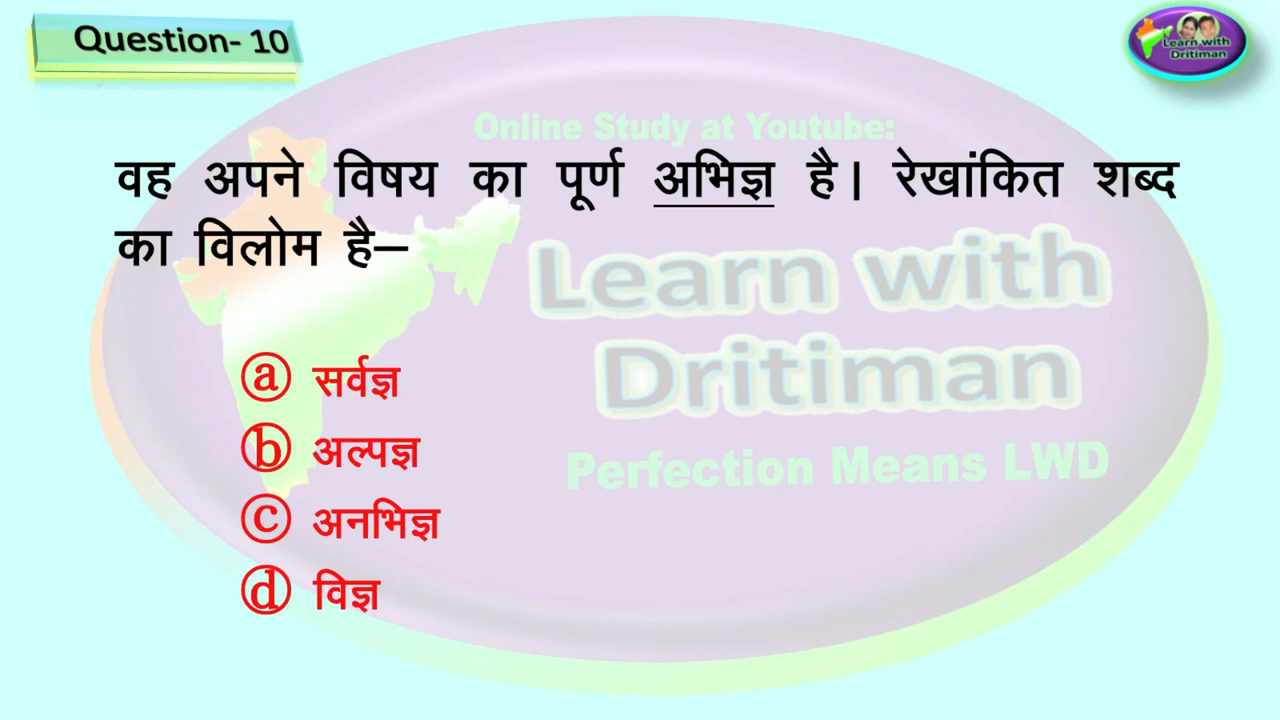 Question- 10
Learn with
Dritiman
Online Study at Youtube:
वह अपने विषय का पूर्ण अभिज्ञ है। रेखांकित शब्द
का विलोम है–
Learn with
Dritiman
ⓐ सर्वज्ञ
ⓑ अल्पज्ञ
Perfection Means LWD
ⓒ अनभिज्ञ
ⓓ विज्ञ